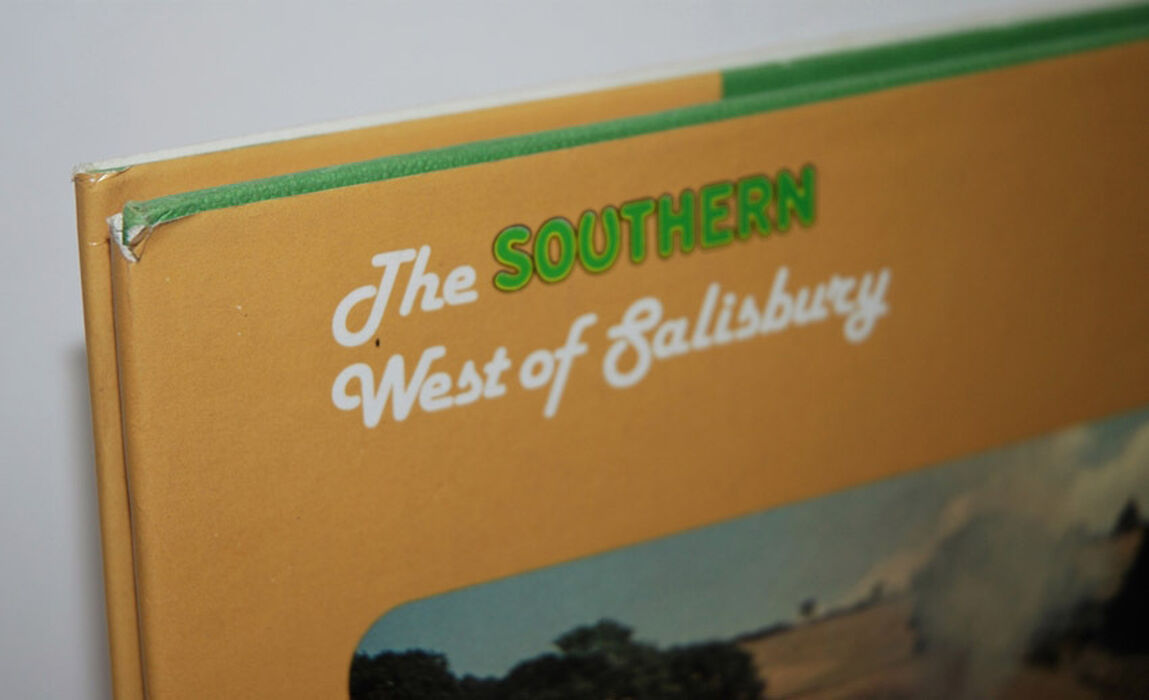 The SOUTHERN
West of Salisbury